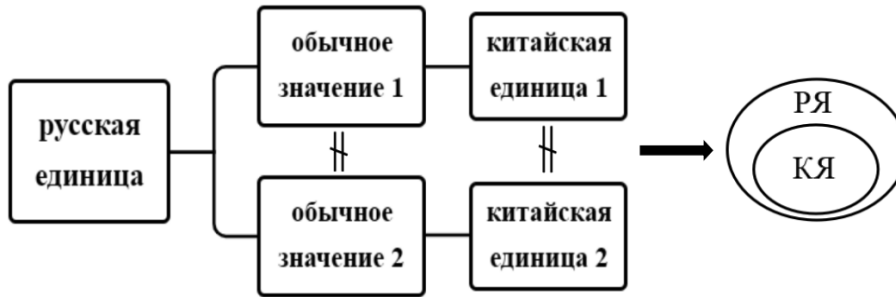 русская
единица
обычное
значение 1
китайская
единица 1
обычное
значение 2
китайская
единица 2
РЯ
КЯ